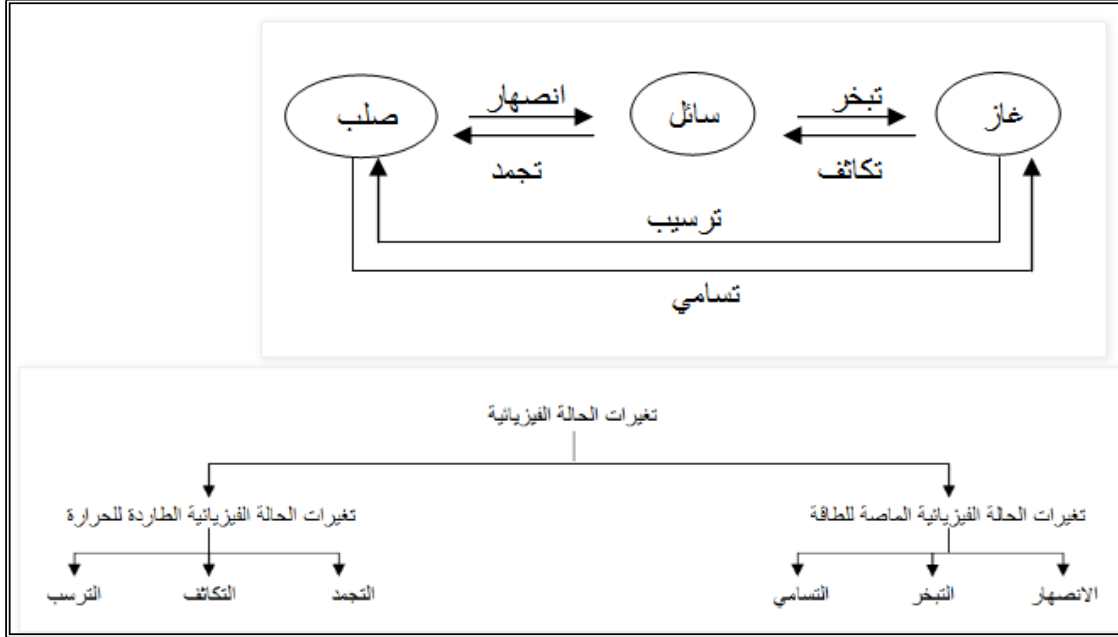 غاز
سائل
صلب
تبخر
انصهار
تكاثف
تجمد
ترسيب
تسامي
تغيرات الحالة الفيزيائية
تغيرات الحالة الفيزيائية الماصة للطاقة
تغيرات الحالة الفيزيائية الطاردة للحرارة
الانصهار
التبخر
التسامي
التجمد
التكاثف
الترسب